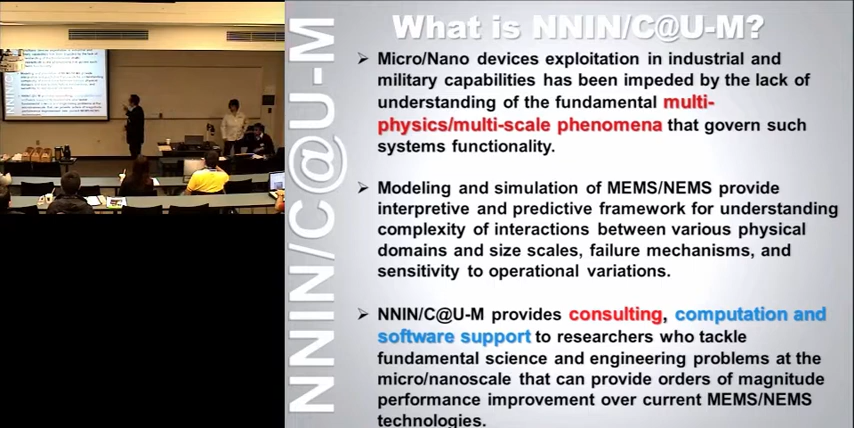 What is NNIN/C@U-M?
NNIN/C@U-M
➢ Micro/Nano devices exploitation in industrial and
military capabilities has been impeded by the lack of
understanding of the fundamental multi-
physics/multi-scale phenomena that govern such
systems functionality.
➢ Modeling and simulation of MEMS/NEMS provide
interpretive and predictive framework for understanding
complexity of interactions between various physical
domains and size scales, failure mechanisms, and
sensitivity to operational variations.
➢ NNIN/C@U-M provides consulting, computation and
software support to researchers who tackle
fundamental science and engineering problems at the
micro/nanoscale that can provide orders of magnitude
performance improvement over current MEMS/NEMS
technologies.